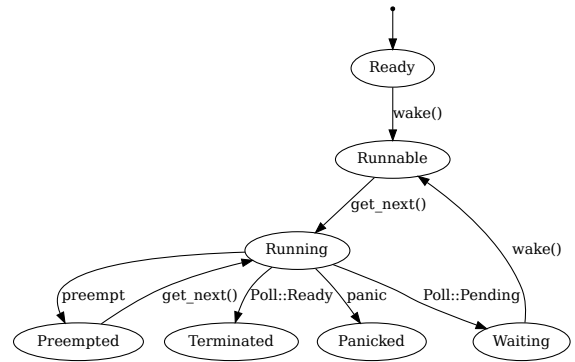 Ready
wake()
Runnable
get_next()
Running
preempt
get_next()
Poll::Ready
panic
Poll::Pending
wake()
Preempted
Terminated
Panicked
Waiting